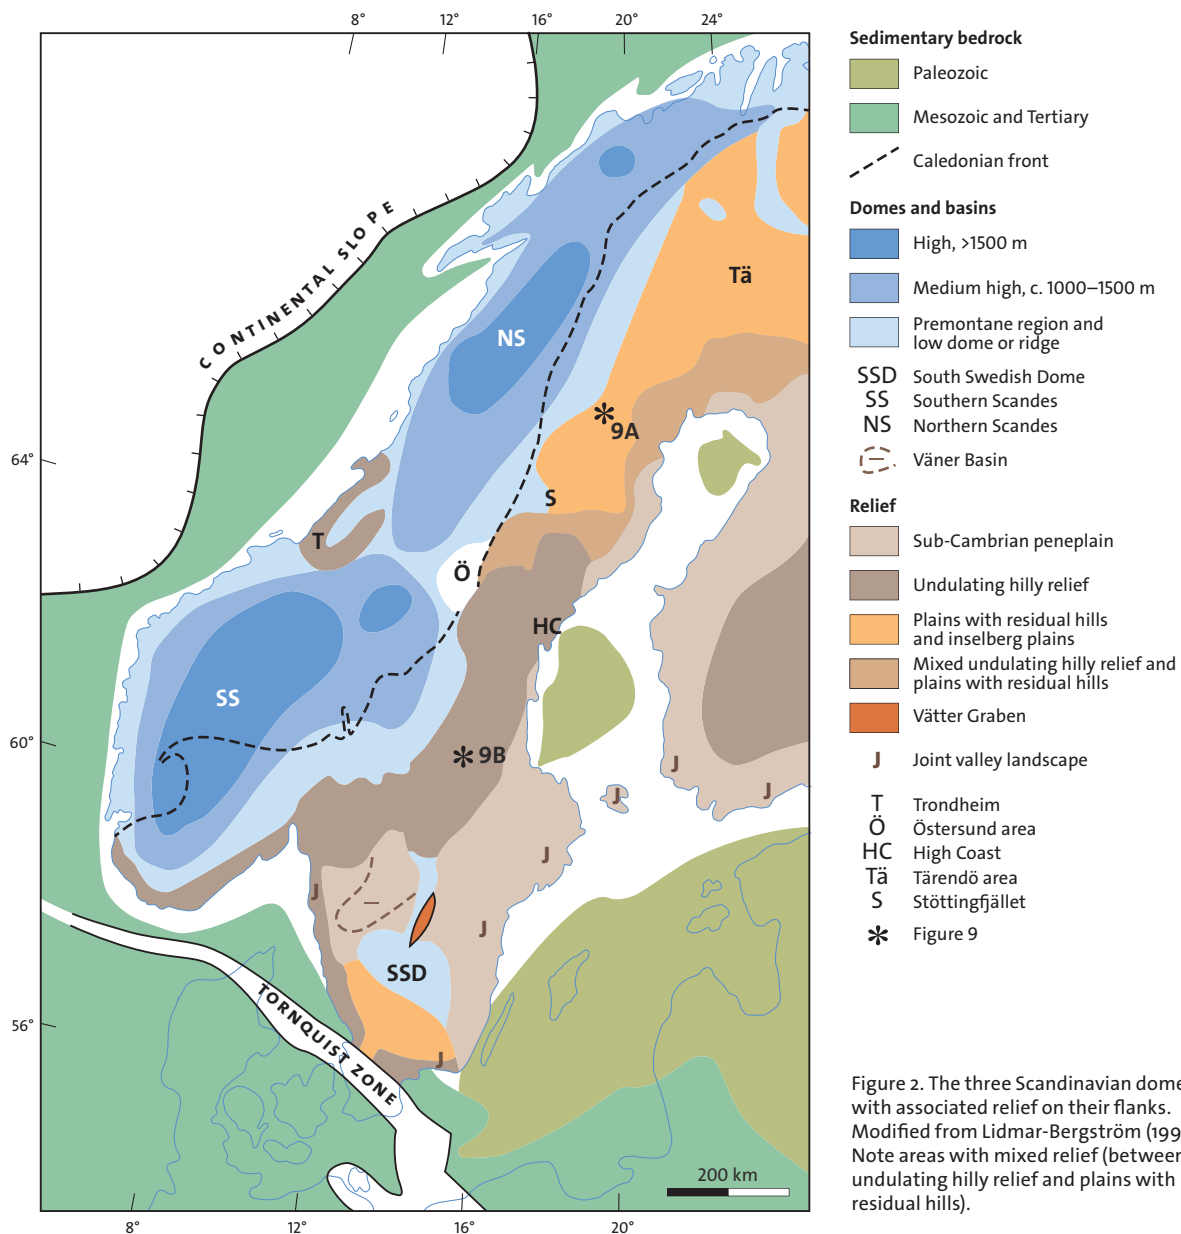 8°
12°
16°
20°
24°
CONTINENTAL SLOPE
Tä
NS
9A
64°
S
T
Ö
HC
SS
60°
9B
J
J
J
J
J
J
SSD
TORNQUIST ZONE
56°
J
200 km
8°
12°
16°
20°
Sedimentary bedrock
Paleozoic
Mesozoic and Tertiary
Caledonian front
Domes and basins
High, >1500 m
Medium high, c. 1000–1500 m
Premontane region and
low dome or ridge
SSD South Swedish Dome
SS Southern Scandes
NS Northern Scandes
Väner Basin
Relief
Sub-Cambrian peneplain
Undulating hilly relief
Plains with residual hills
and inselberg plains
Mixed undulating hilly relief and
plains with residual hills
Vätter Graben
J Joint valley landscape
T Trondheim
Ö Östersund area
HC High Coast
Tä Tärendö area
S Stöttingfjället
* Figure 9
Figure 2. The three Scandinavian dome
with associated relief on their flanks.
Modified from Lidmar-Bergström (199
Note areas with mixed relief (between
undulating hilly relief and plains with
residual hills).